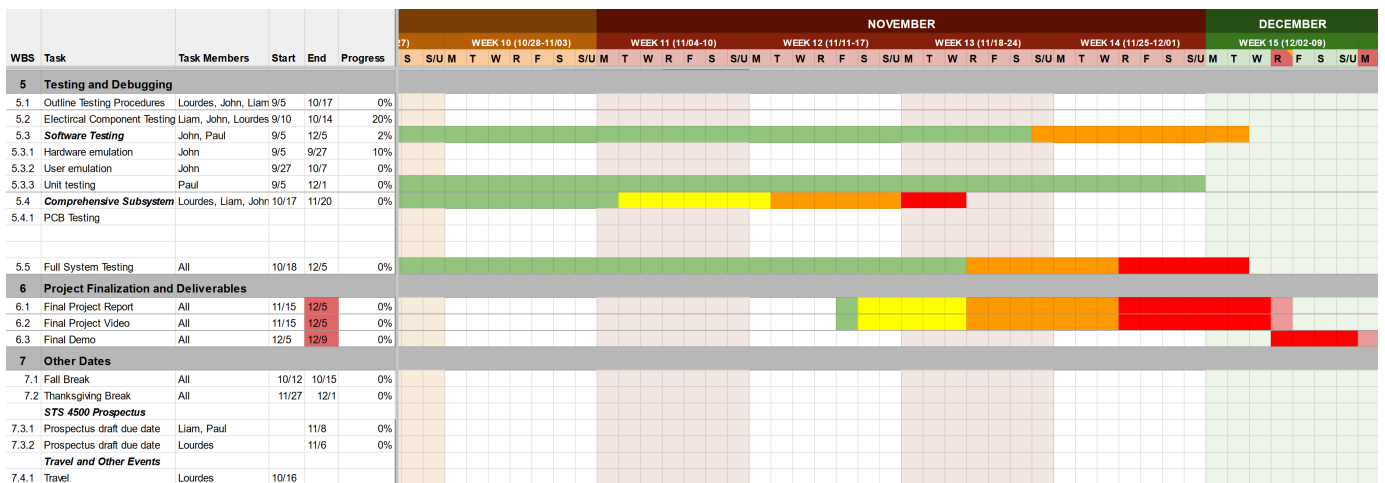 NOVEMBER DECEMBER
27) WEEK 10 (10/28-11/03) WEEK 11 (11/04-10) WEEK 12 (11/11-17) WEEK 13 (11/18-24) WEEK 14 (11/25-12/01) WEEK 15 (12/02-09)
WBS Task Task Members Start End Progress S S/U M T W R F S S/U M T W R F S S/U M T W R F S S/U M T W R F S S/U M T W R F S S/U M T W R F S S/U M
5 Testing and Debugging
5.1 Outline Testing Procedures Lourdes, John, Liam 9/5 10/17 0%
5.2 Electircal Component Testing Liam, John, Lourdes 9/10 10/14 20%
5.3 Software Testing John, Paul 9/5 12/5 2%
5.3.1 Hardware emulation John 9/5 9/27 10%
5.3.2 User emulation John 9/27 10/7 0%
5.3.3 Unit testing Paul 9/5 12/1 0%
5.4 Comprehensive Subsystem Lourdes, Liam, John 10/17 11/20 0%
5.4.1 PCB Testing
5.5 Full System Testing All 10/18 12/5 0%
6 Project Finalization and Deliverables
6.1 Final Project Report All 11/15 12/5 0%
6.2 Final Project Video All 11/15 12/5 0%
6.3 Final Demo All 12/5 12/9 0%
7 Other Dates
7.1 Fall Break All 10/12 10/15 0%
7.2 Thanksgiving Break All 11/27 12/1 0%
STS 4500 Prospectus
7.3.1 Prospectus draft due date Liam, Paul 11/8 0%
7.3.2 Prospectus draft due date Lourdes 11/6 0%
Travel and Other Events
7.4.1 Travel Lourdes 10/16